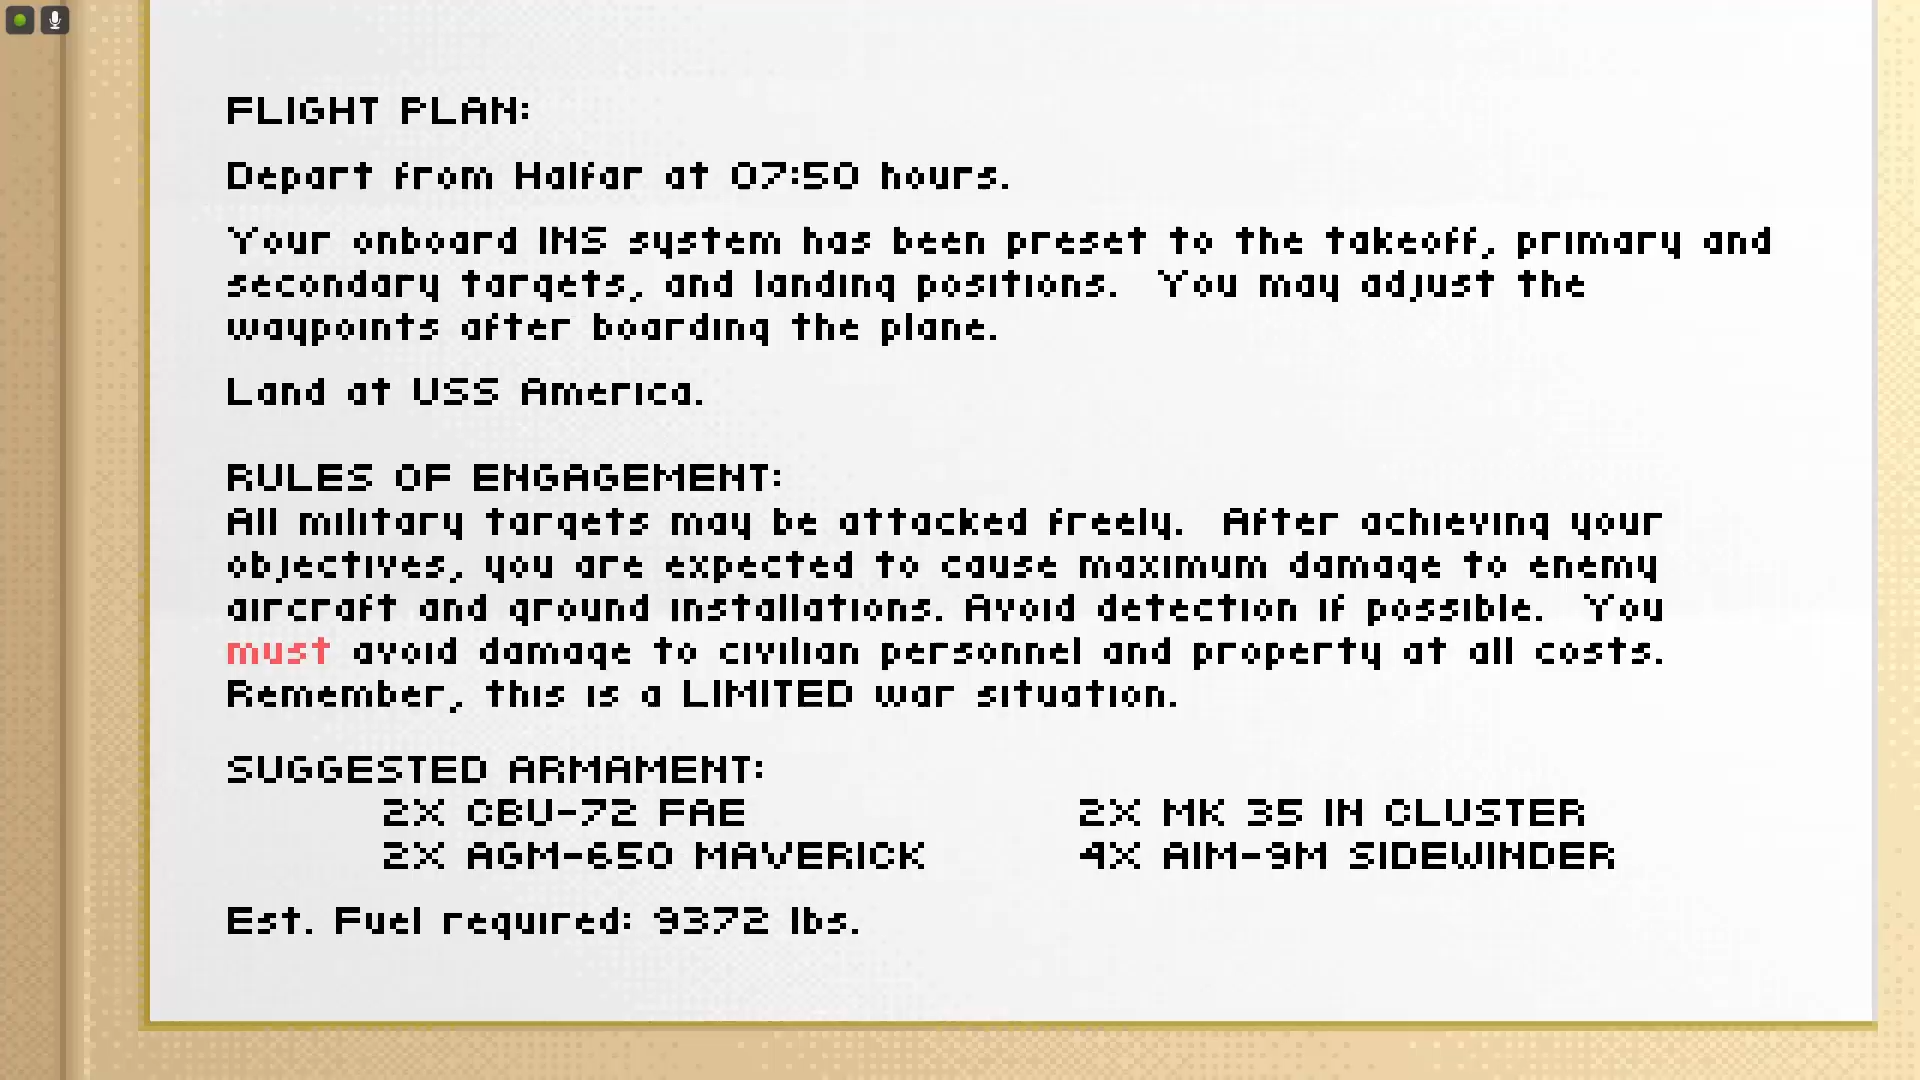 FLIGHT PLAN:
Depart from Halfar at 07:50 hours.
Your onboard INS system has been preset to the takeoff, primary and
secondary targets, and landing positions.  You may adjust the
waypoints after boarding the plane.
Land at USS America.
RULES OF ENGAGEMENT:
All military targets may be attacked freely.  After achieving your
objectives, you are expected to cause maximum damage to enemy
aircraft and ground installations. Avoid detection if possible.  You
must avoid damage to civilian personnel and property at all costs.
Remember, this is a LIMITED war situation.
SUGGESTED ARMAMENT:
2X CBU-72 FAE 2X MK 35 IN CLUSTER
2X AGM-650 MAVERICK 4X AIM-9M SIDEWINDER
Est. Fuel required: 9372 lbs.